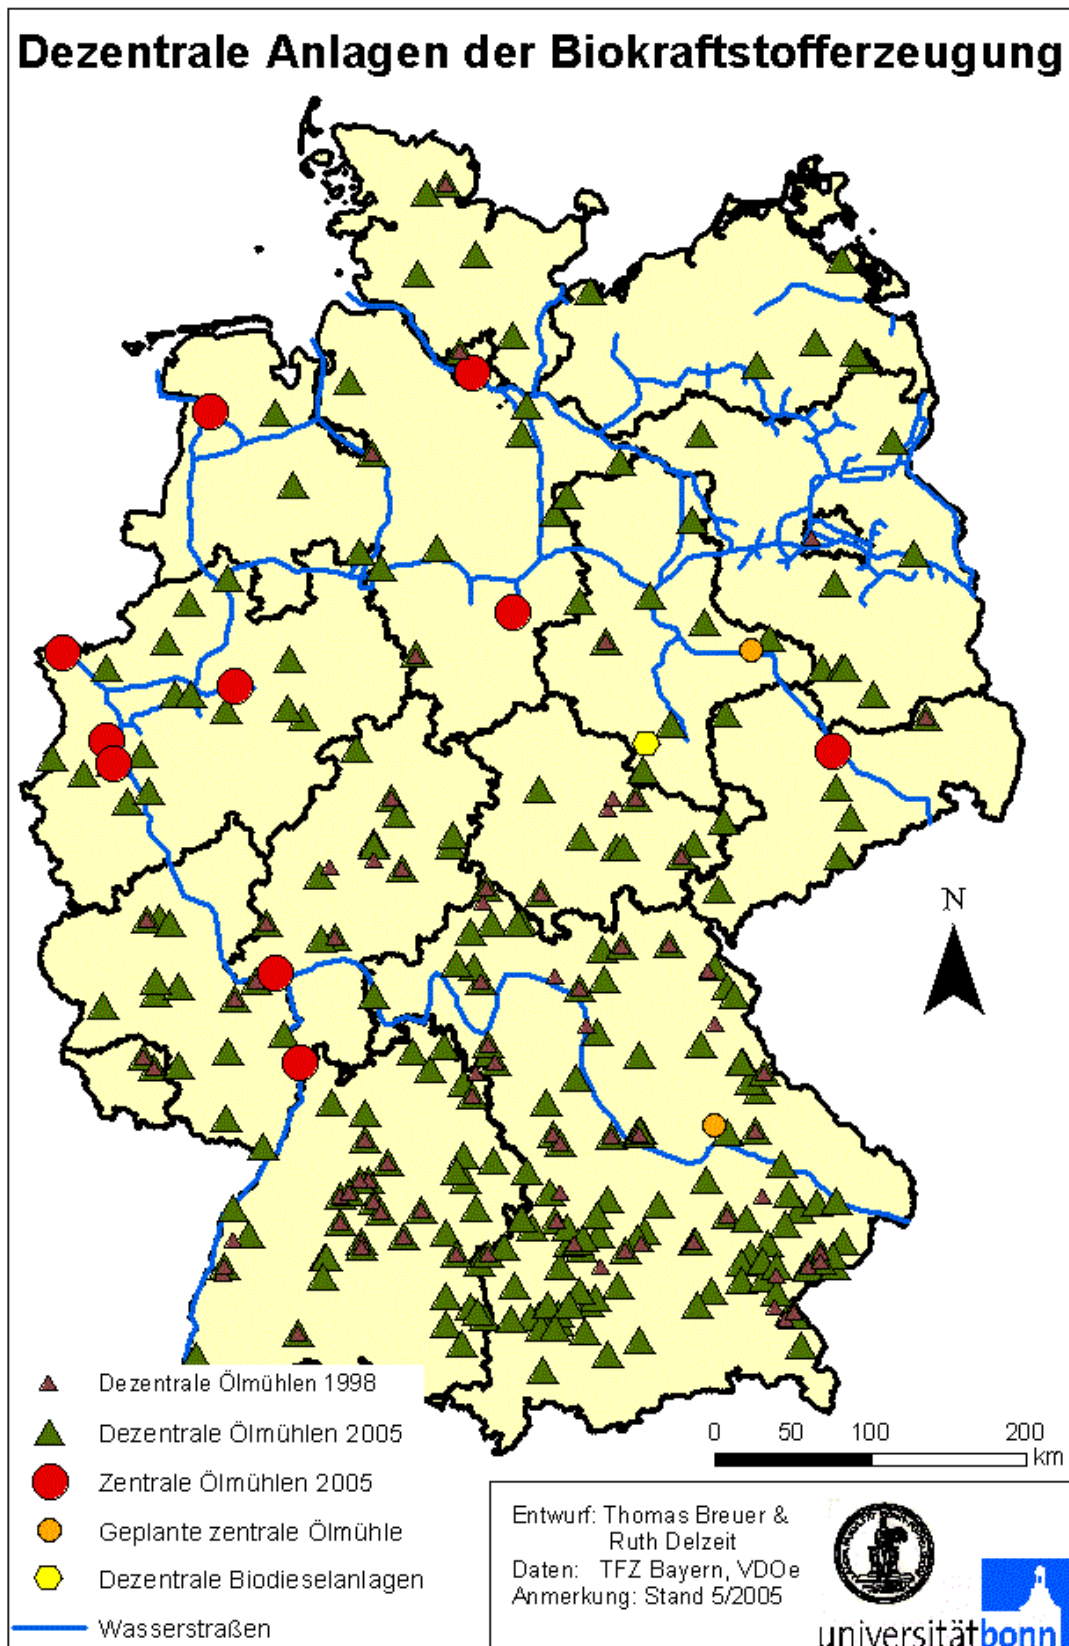 Dezentrale Anlagen der Biokraftstofferzeugung
N
Dezentrale Ölmühlen 1998
Dezentrale Ölmühlen 2005
Zentrale Ölmühlen 2005
Geplante zentrale Ölmühle
Dezentrale Biodieselanlagen
Wasserstraßen
0 50 100 200
km
Entwurf: Thomas Breuer &
Ruth Delzeit
Daten: TFZ Bayern, VDOe
Anmerkung: Stand 5/2005
universitätbonn